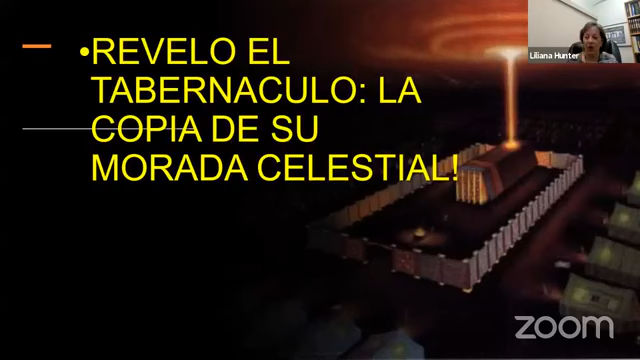 •REVELO EL
TABERNACULO: LA
COPIA DE SU
MORADA CELESTIAL!
Liliana Hunter
zoom